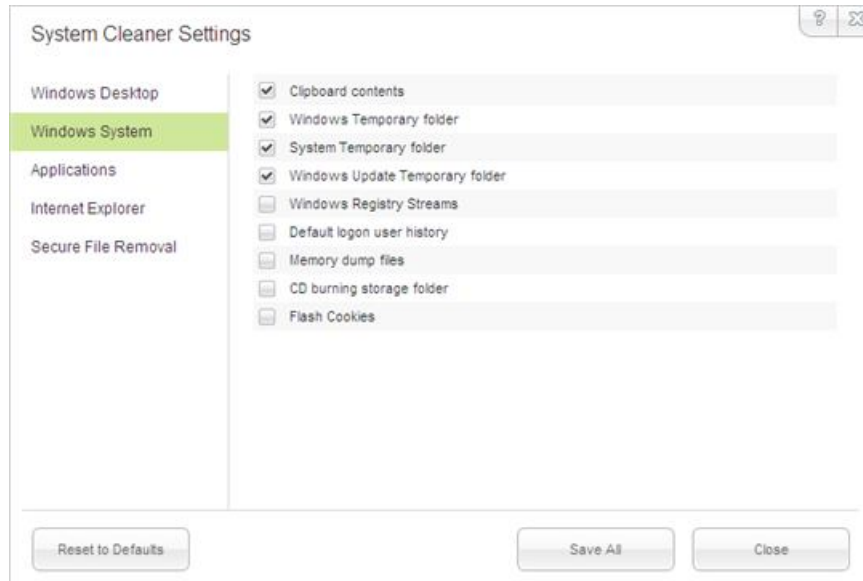 System Cleaner Settings
?
Windows Desktop
Windows System
Applications
Internet Explorer
Secure File Removal
Clipboard contents
Windows Temporary folder
System Temporary folder
Windows Update Temporary folder
Windows Registry Streams
Default logon user history
Memory dump files
CD burning storage folder
Flash Cookies
Reset to Defaults
Save All
Close